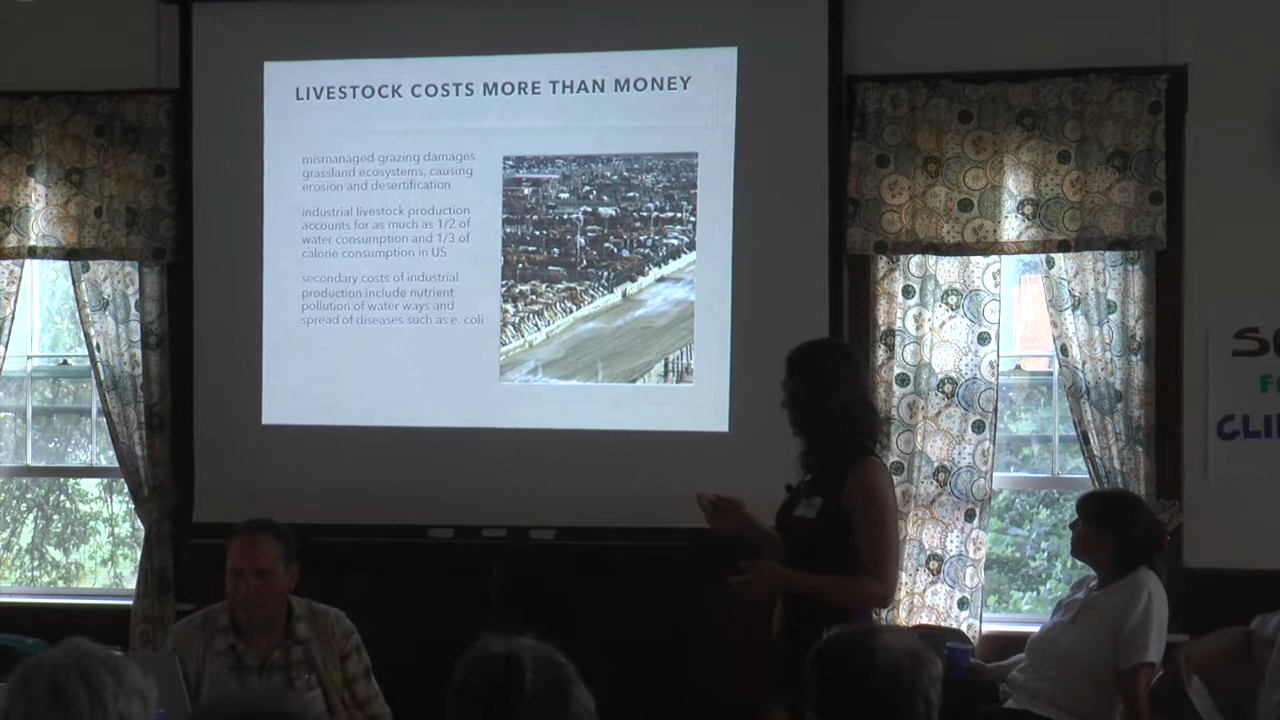 LIVESTOCK COSTS MORE THAN MONEY
mismanaged grazing damages
grassland ecosystems, causing
erosion and desertification
industrial livestock production
accounts for as much as 1/2 of
water consumption and 1/3 of
calorie consumption in US
secondary costs of industrial
production include nutrient
pollution of water ways and
spread of diseases such as e. coli